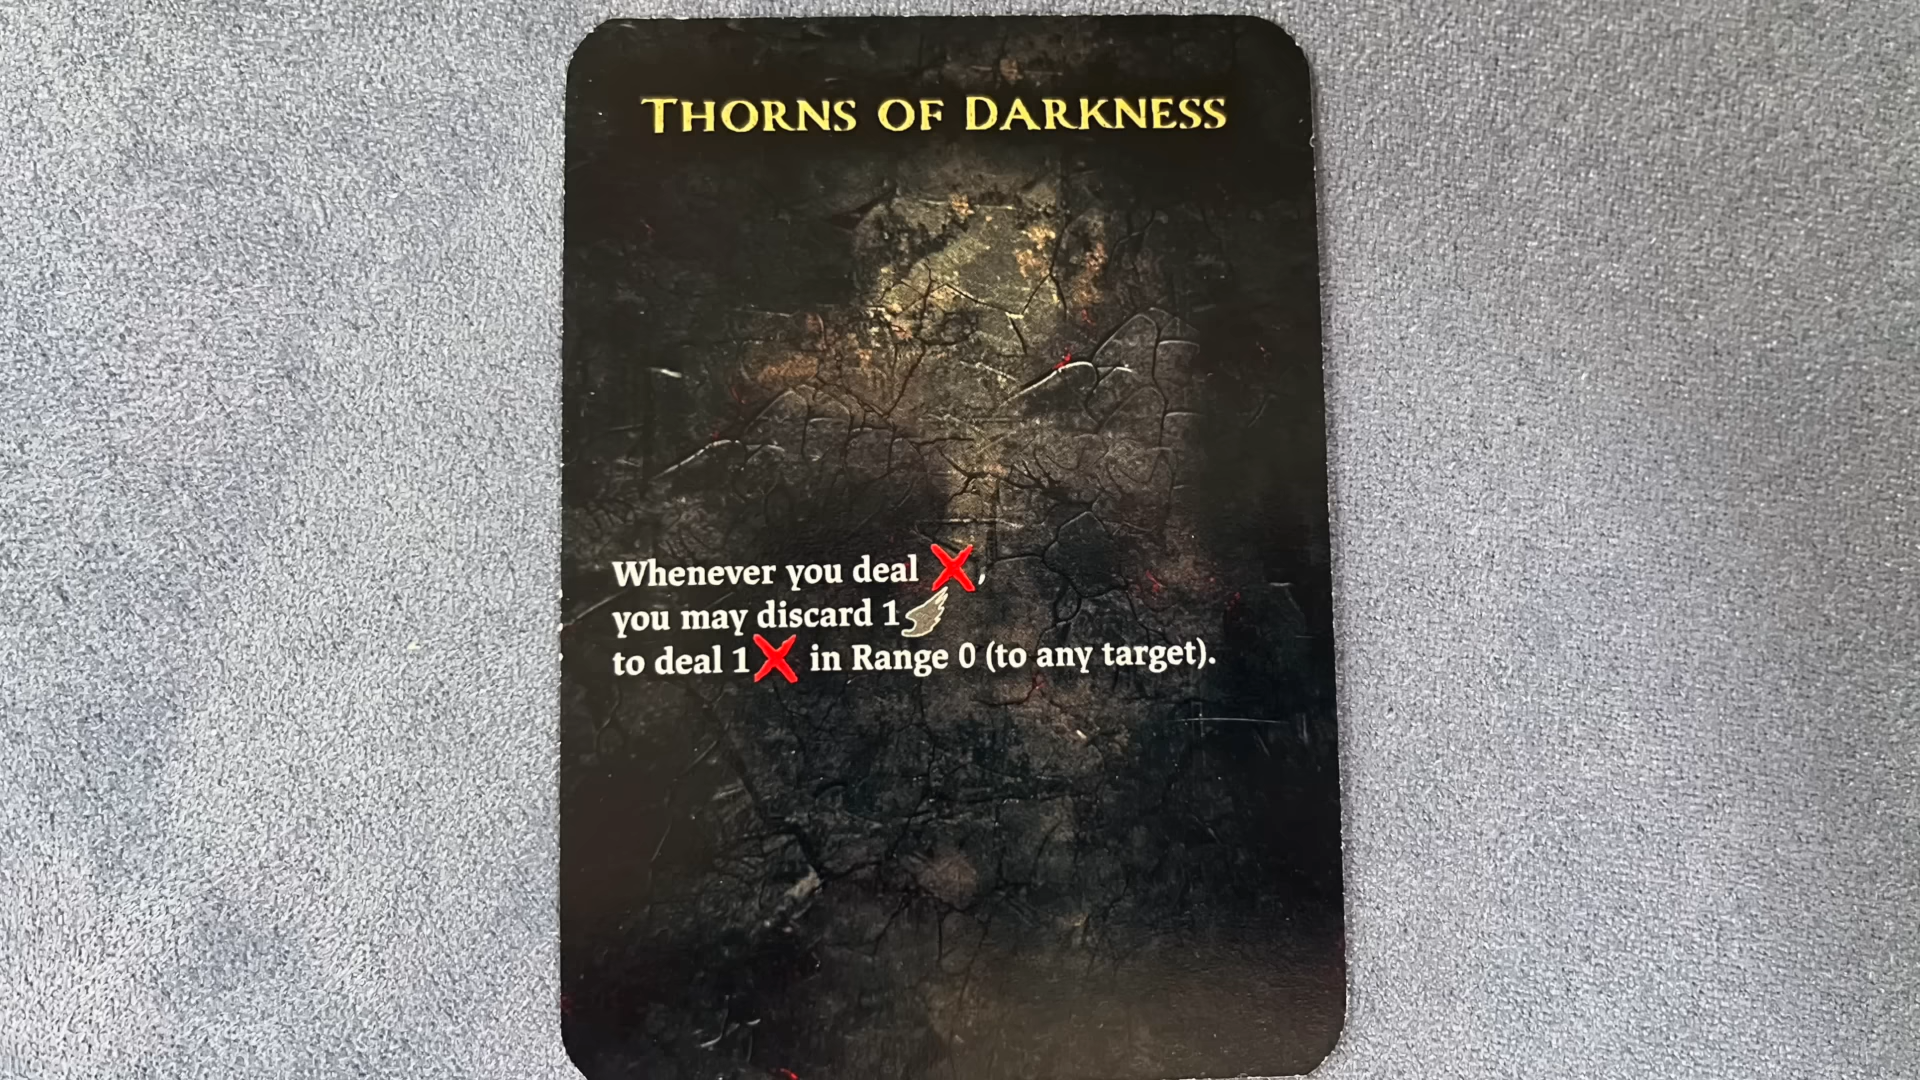 THORNS OF DARKNESS
Whenever you deal ,
you may discard 1
to deal 1 in Range 0 (to any target).